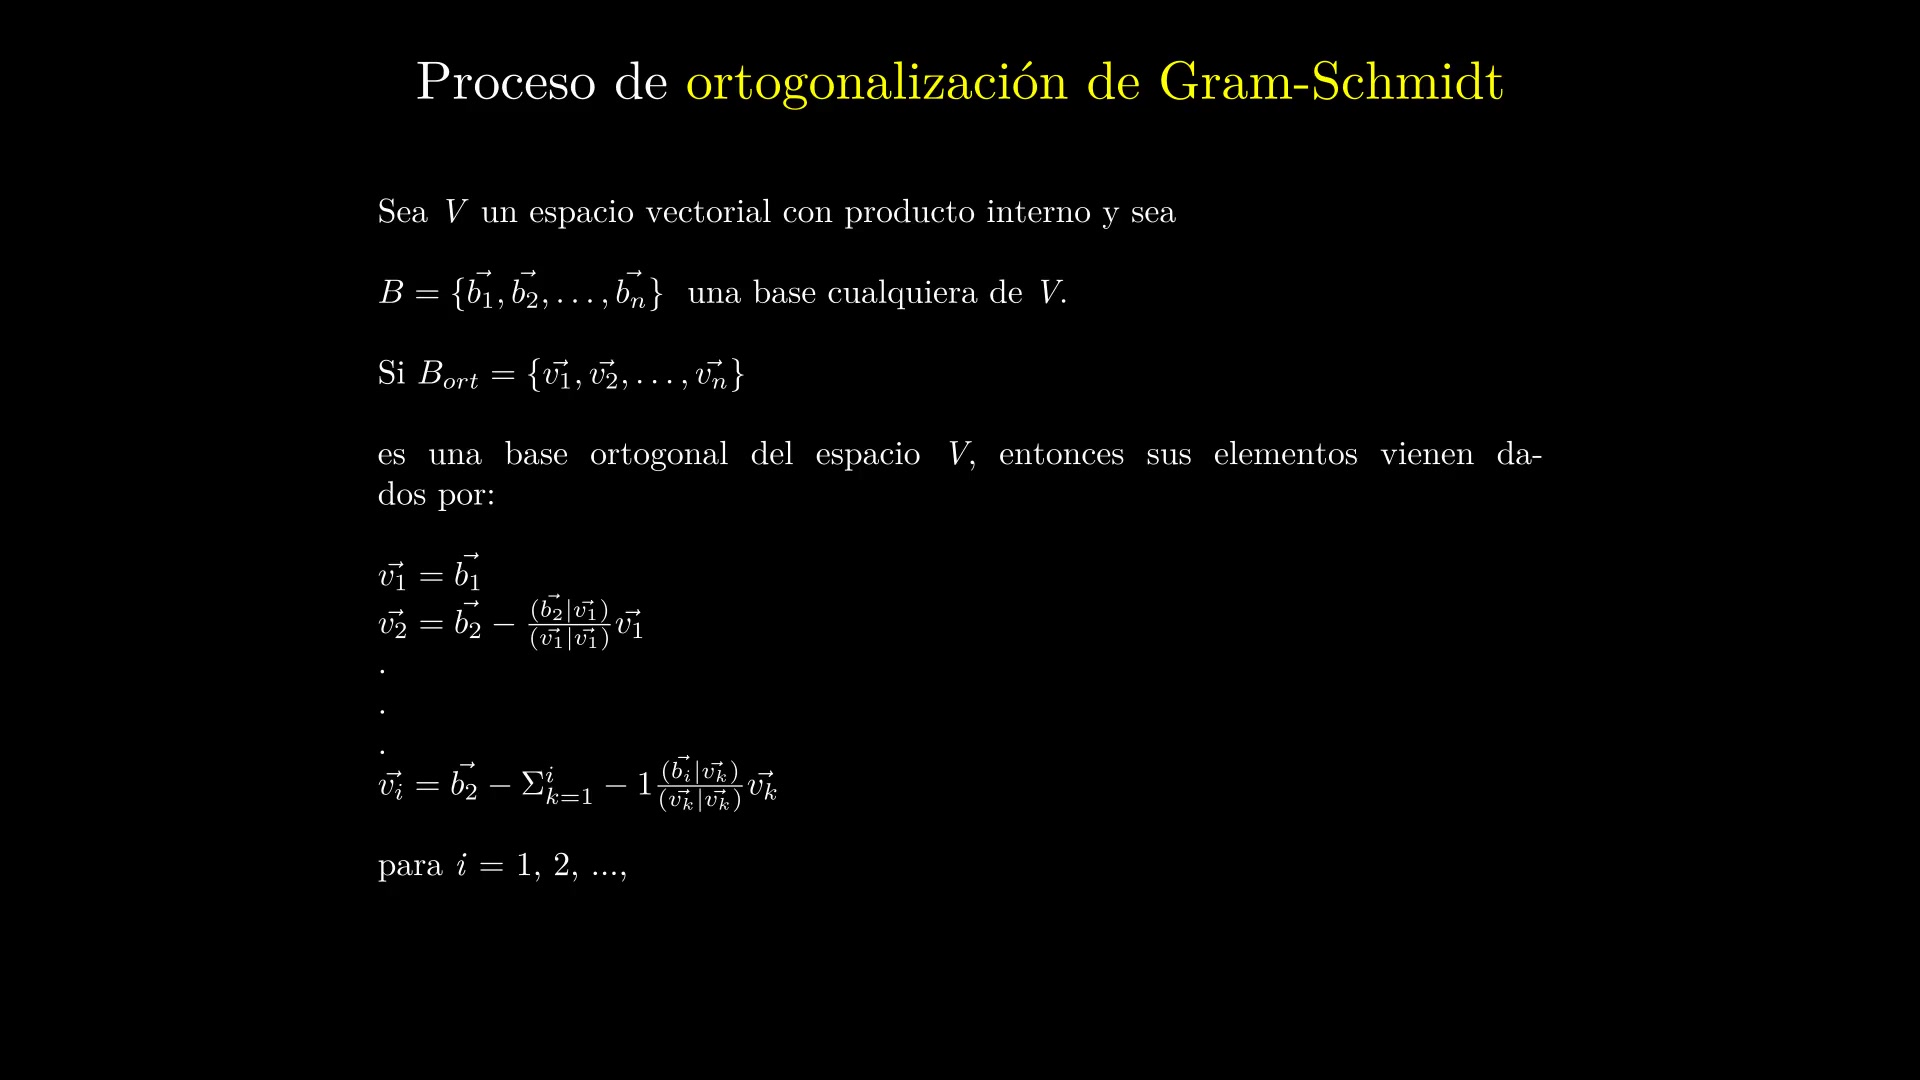 Proceso de ortogonalización de Gram-Schmidt
Sea V un espacio vectorial con producto interno y sea
$B = \{\vec{b_1}, \vec{b_2}, \ldots, \vec{b_n}\}$ una base cualquiera de V.
Si $B_{ort} = \{\vec{v_1}, \vec{v_2}, \ldots, \vec{v_n}\}$
es una base ortogonal del espacio V, entonces sus elementos vienen da-
dos por:
$\vec{v_1} = \vec{b_1}$
$\vec{v_2} = \vec{b_2} - \frac{(\vec{b_2}|\vec{v_1})}{(\vec{v_1}|\vec{v_1})}\vec{v_1}$
.
.
.
$\vec{v_i} = \vec{b_2} - \Sigma_{k=1}^{i} - 1\frac{(\vec{b_i}|\vec{v_k})}{(\vec{v_k}|\vec{v_k})}\vec{v_k}$
para i = 1, 2, ...,